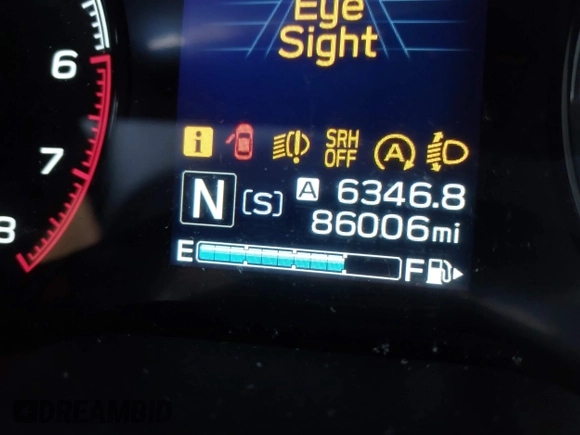 Eye
Sight
6
7
8
i
SRH
OFF
A
N [S] A 6346.8
86006mi
E F
DREAMBID